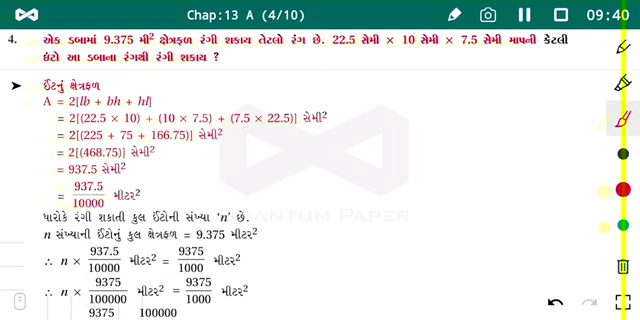 Chap:13 A (4/10)
09:40
4. એક ડબામાં 9.375 મી² ક્ષેત્રફળ રંગી શકાય તેટલો રંગ છે. 22.5 સેમી × 10 સેમી × 7.5 સેમી માપની કેટલી
ઇંટો આ ડબાના રંગથી રંગી શકાય ?
➤ ઈંટનું ક્ષેત્રફળ
A = 2[lb + bh + hl]
= 2[(22.5 × 10) + (10 × 7.5) + (7.5 × 22.5)] સેમી²
= 2[(225 + 75 + 166.75)] સેમી²
= 2[(468.75)] સેમી²
= 937.5 સેમી²
= 937.5/10000 મીટર²
ધારોકે રંગી શકાતી કુલ ઈંટોની સંખ્યા 'n' છે.
n સંખ્યાની ઈંટોનું કુલ ક્ષેત્રફળ = 9.375 મીટર²
∴ n × 937.5/10000 મીટર² = 9375/1000 મીટર²
∴ n × 9375/100000 મીટર² = 9375/1000 મીટર²
9375 100000
QUANTUM PAPER